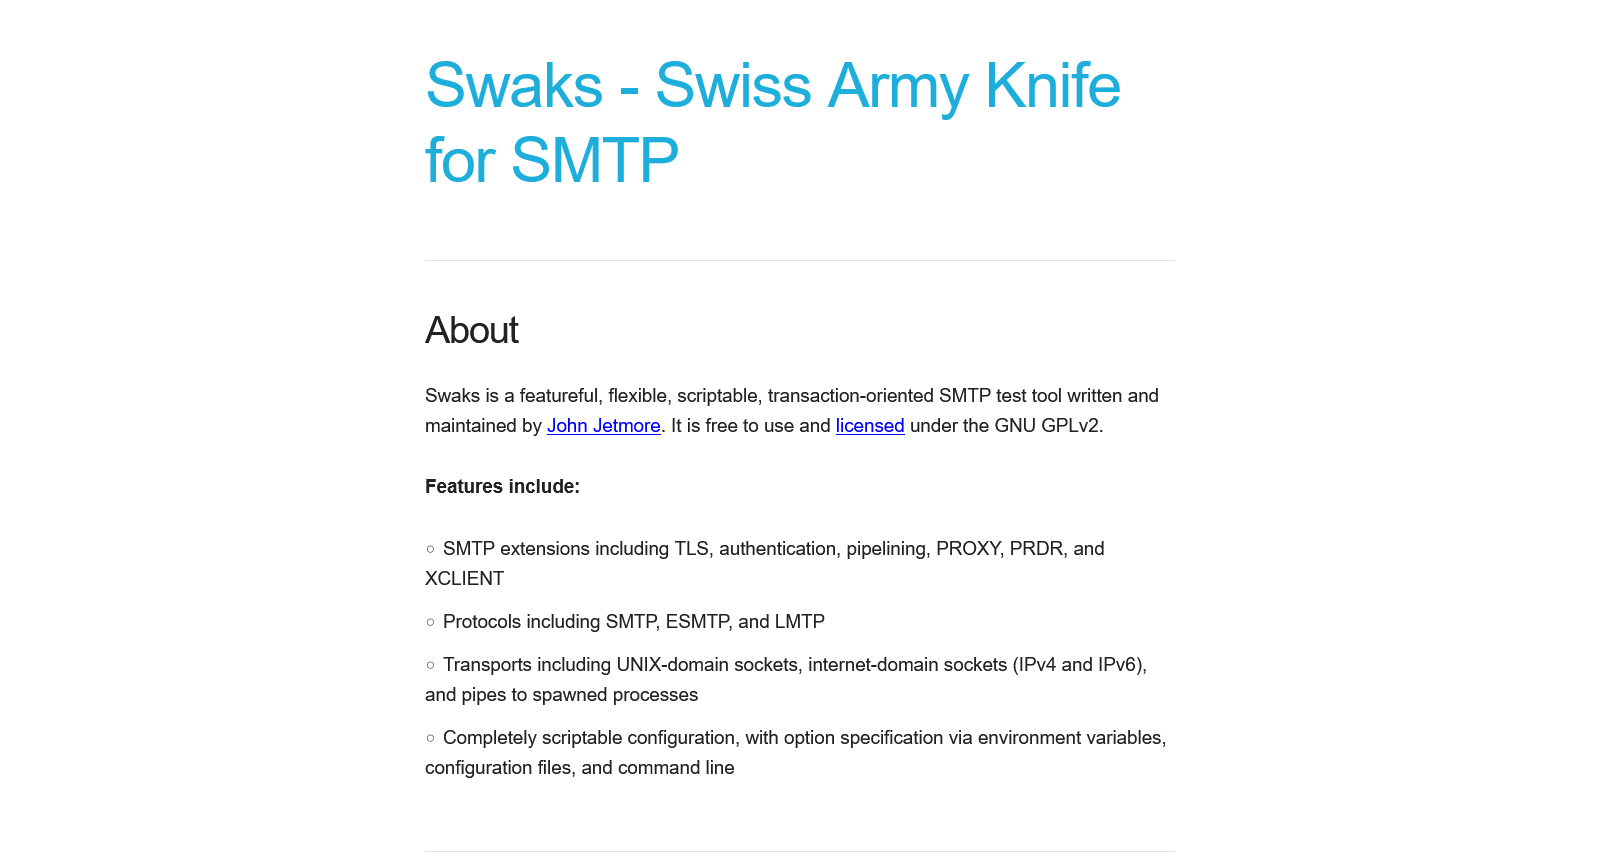 Swaks - Swiss Army Knife
for SMTP
About
Swaks is a featureful, flexible, scriptable, transaction-oriented SMTP test tool written and
maintained by John Jetmore. It is free to use and licensed under the GNU GPLv2.
Features include:
○ SMTP extensions including TLS, authentication, pipelining, PROXY, PRDR, and
XCLIENT
○ Protocols including SMTP, ESMTP, and LMTP
○ Transports including UNIX-domain sockets, internet-domain sockets (IPv4 and IPv6),
and pipes to spawned processes
○ Completely scriptable configuration, with option specification via environment variables,
configuration files, and command line